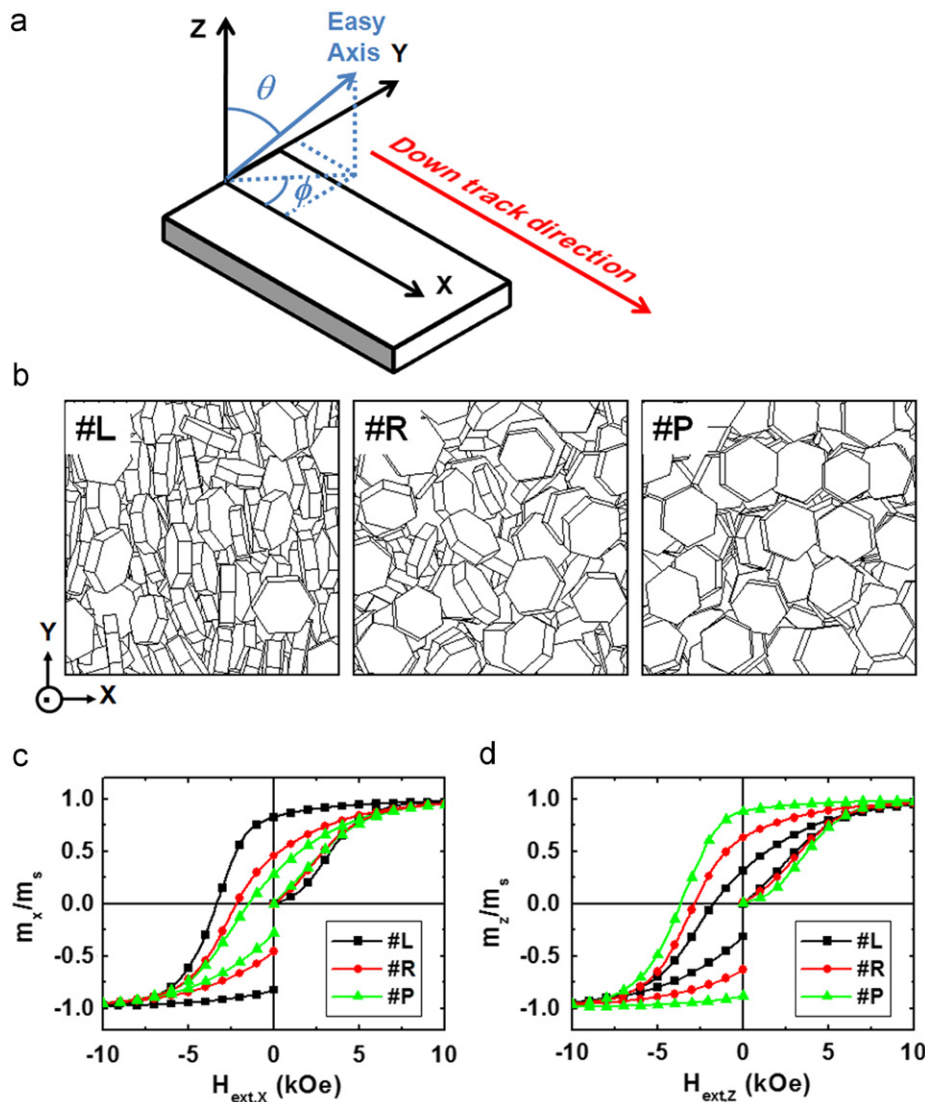 a
Z
Easy
Axis
Y
θ
ϕ
X
Down track direction
b
#L
#R
#P
Y
X
c
d
1.0
0.5
0.0
-0.5
-1.0
mx/ms
#L
#R
#P
-10 -5 0 5 10
Hext,X (kOe)
1.0
0.5
0.0
-0.5
-1.0
mz/ms
#L
#R
#P
-10 -5 0 5 10
Hext,Z (kOe)